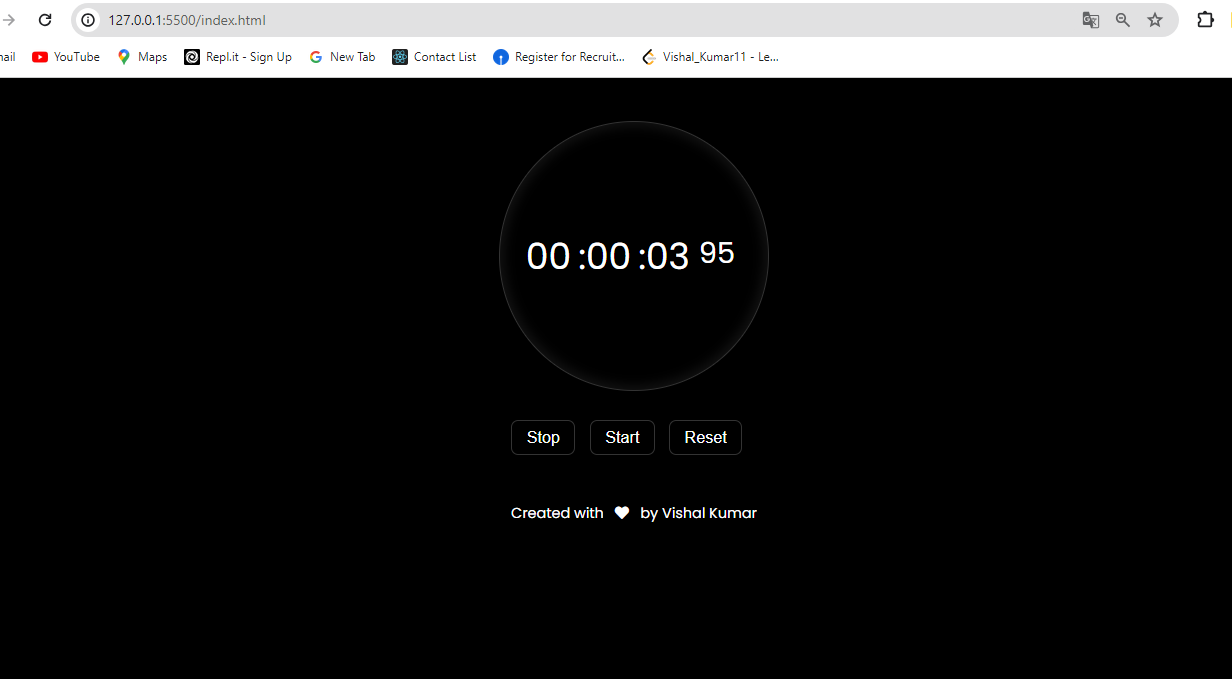 127.0.0.1:5500/index.html
ail YouTube Maps Repl.it - Sign Up New Tab Contact List Register for Recruit... Vishal_Kumar11 - Le...
00 :00 :03 95
Stop Start Reset
Created with by Vishal Kumar